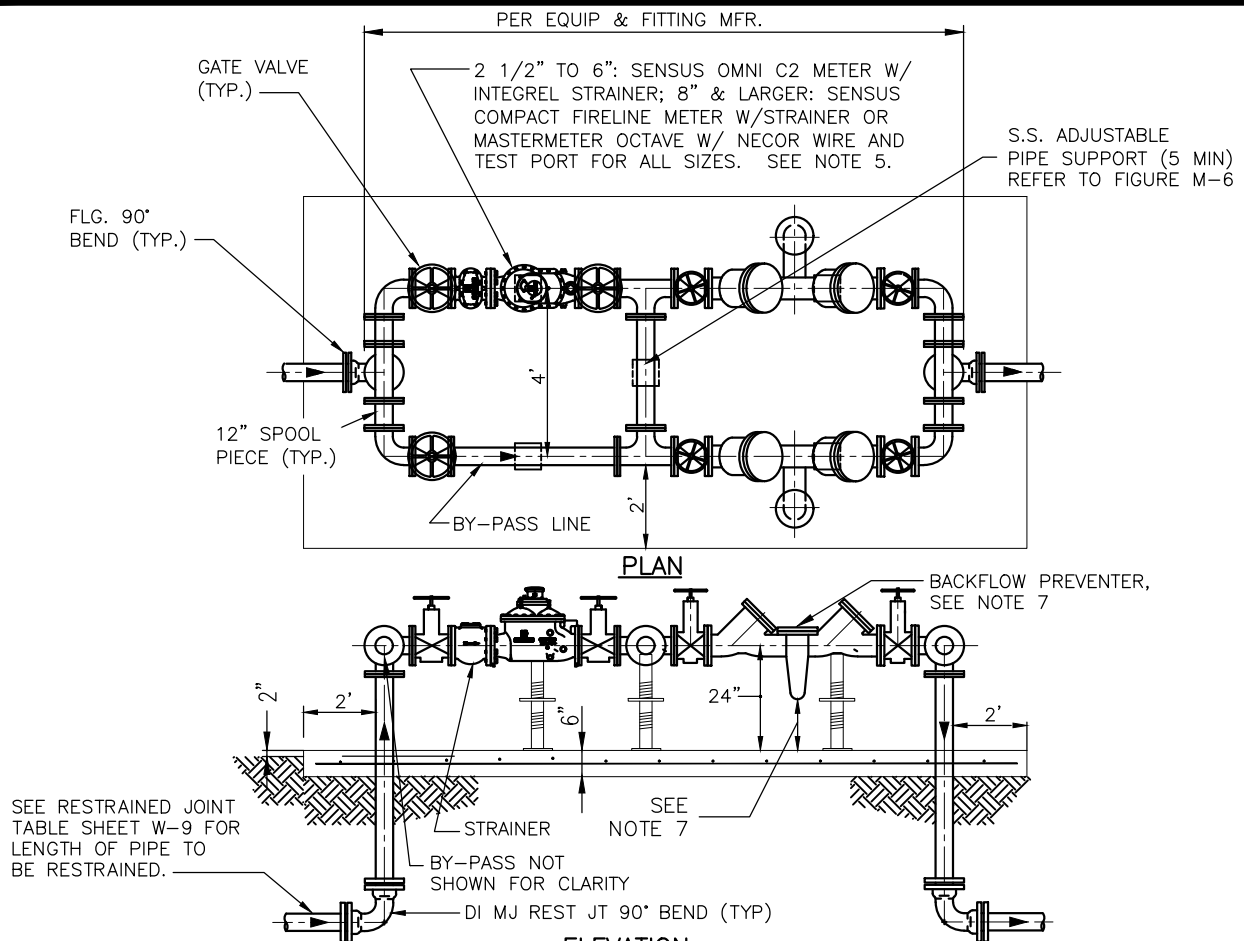 PER EQUIP & FITTING MFR.
GATE VALVE
(TYP.)
2 1/2" TO 6": SENSUS OMNI C2 METER W/
INTEGREL STRAINER; 8" & LARGER: SENSUS
COMPACT FIRELINE METER W/STRAINER OR
MASTERMETER OCTAVE W/ NECOR WIRE AND
TEST PORT FOR ALL SIZES. SEE NOTE 5.
S.S. ADJUSTABLE
PIPE SUPPORT (5 MIN)
REFER TO FIGURE M-6
FLG. 90°
BEND (TYP.)
4'
12" SPOOL
PIECE (TYP.)
BY-PASS LINE
2'
PLAN
BACKFLOW PREVENTER,
SEE NOTE 7
2"
2'
6"
24"
2'
SEE RESTRAINED JOINT
TABLE SHEET W-9 FOR
LENGTH OF PIPE TO
BE RESTRAINED.
STRAINER
SEE
NOTE 7
BY-PASS NOT
SHOWN FOR CLARITY
DI MJ REST JT 90° BEND (TYP)
ELEVATION